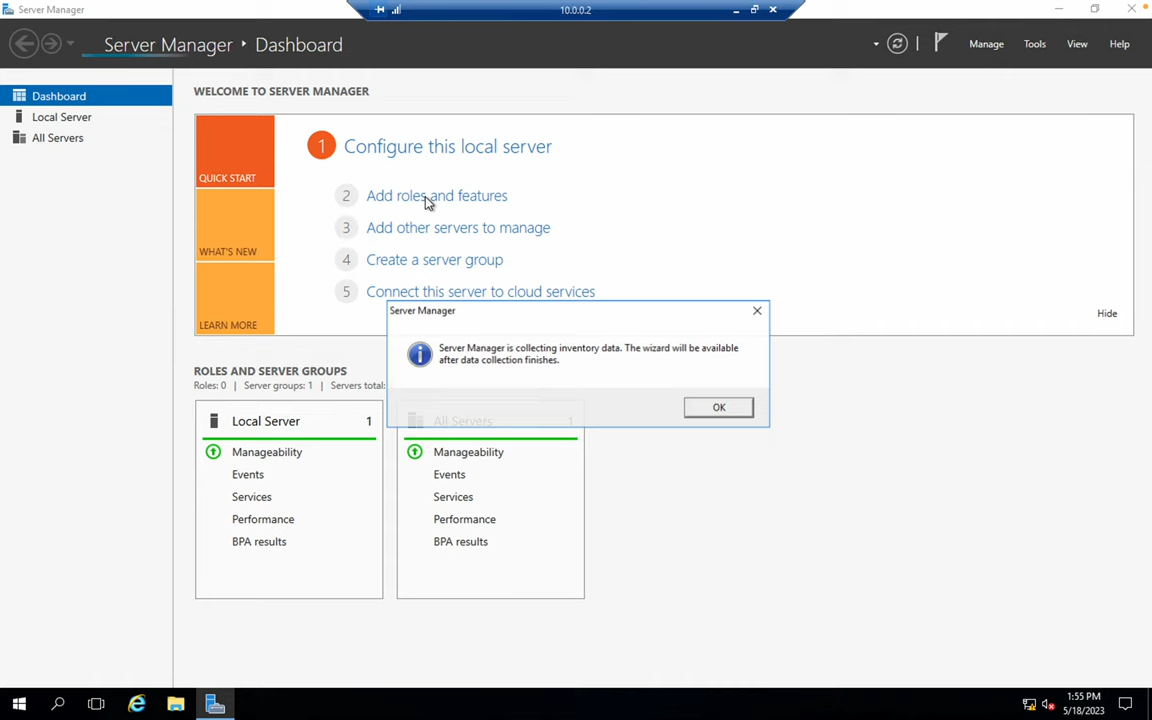 Server Manager
10.0.0.2
Server Manager • Dashboard
Manage
Tools
View
Help
Dashboard
Local Server
All Servers
WELCOME TO SERVER MANAGER
QUICK START
WHAT'S NEW
LEARN MORE
1 Configure this local server
2 Add roles and features
3 Add other servers to manage
4 Create a server group
5 Connect this server to cloud services
Hide
Server Manager
Server Manager is collecting inventory data. The wizard will be available
after data collection finishes.
OK
ROLES AND SERVER GROUPS
Roles: 0 | Server groups: 1 | Servers total:
Local Server 1
Manageability
Events
Services
Performance
BPA results
All Servers 1
Manageability
Events
Services
Performance
BPA results
1:55 PM
5/18/2023